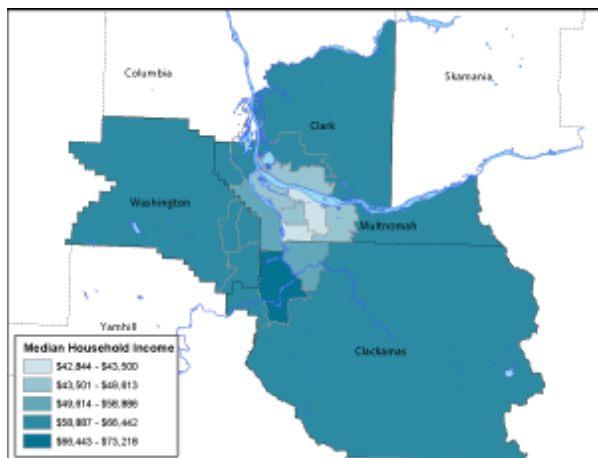 Columbia
Skamania
Clark
Washington
Multnomah
Yamhill
Clackamas
Median Household Income
$42,844 - $43,500
$43,501 - $49,613
$49,614 - $58,886
$58,887 - $66,442
$66,443 - $73,216